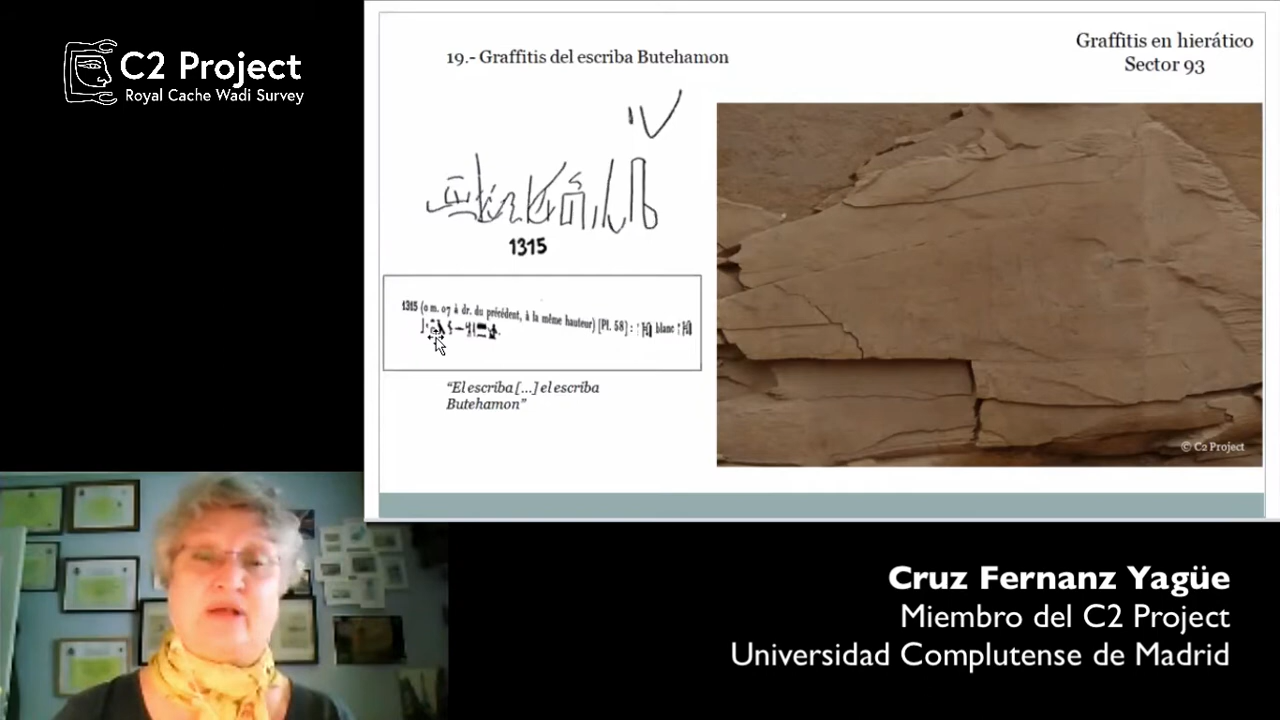 C2 Project
Royal Cache Wadi Survey
19.- Graffitis del escriba Butehamon
Graffitis en hierático
Sector 93
1315
1315 (0 m. 07 à dr. du précédent, à la même hauteur) [Pl. 58] : blanc
“El escriba [...] el escriba
Butehamon”
© C2 Project
Cruz Fernanz Yagüe
Miembro del C2 Project
Universidad Complutense de Madrid